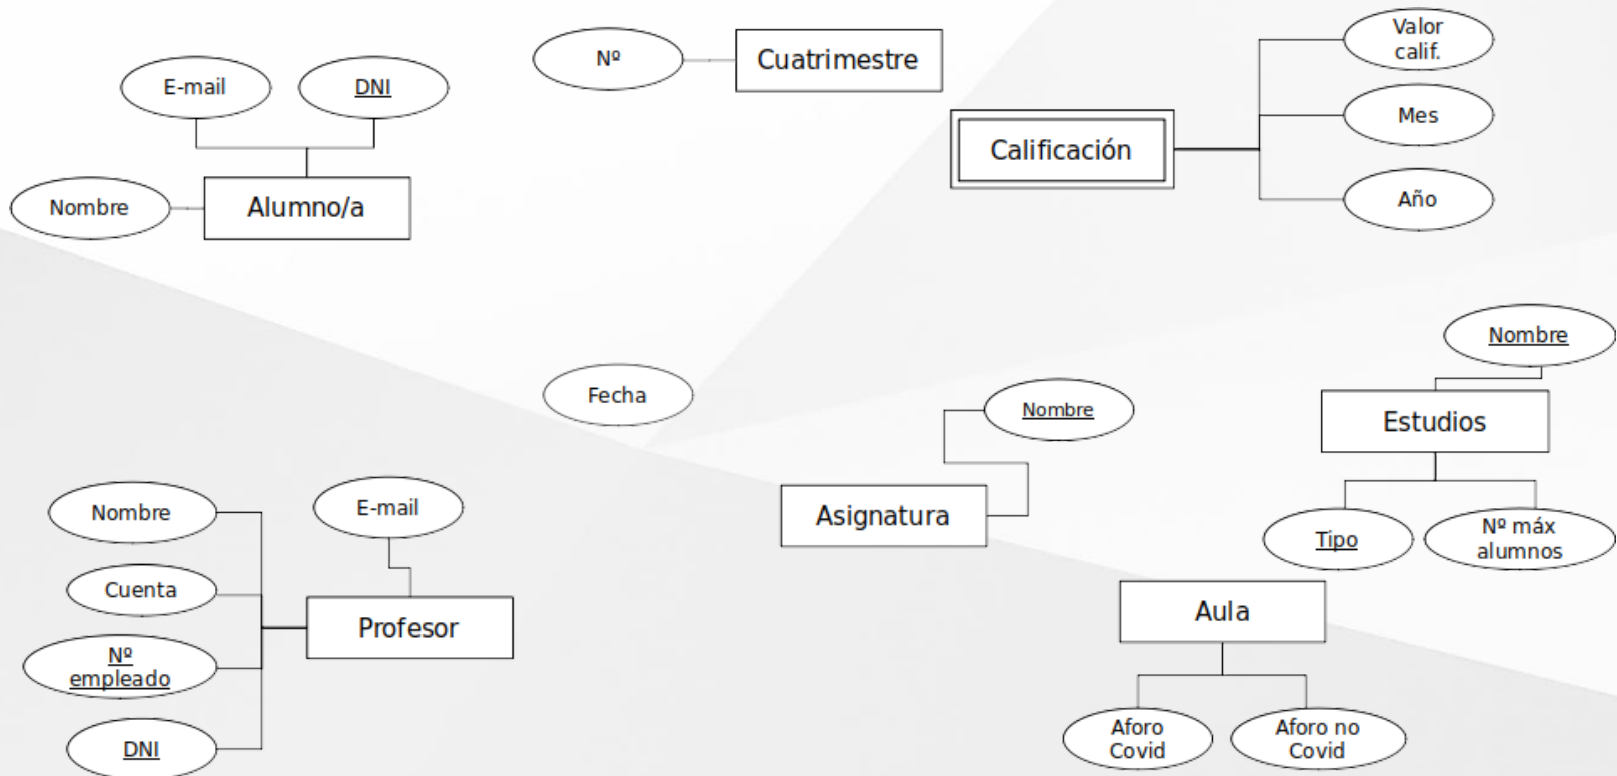 Nº
Cuatrimestre
Valor
calif.
E-mail
DNI
Mes
Calificación
Nombre
Alumno/a
Año
Nombre
Fecha
Nombre
Estudios
Nombre
E-mail
Asignatura
Tipo
Nº máx
alumnos
Cuenta
Profesor
Aula
Nº
empleado
DNI
Aforo
Covid
Aforo no
Covid